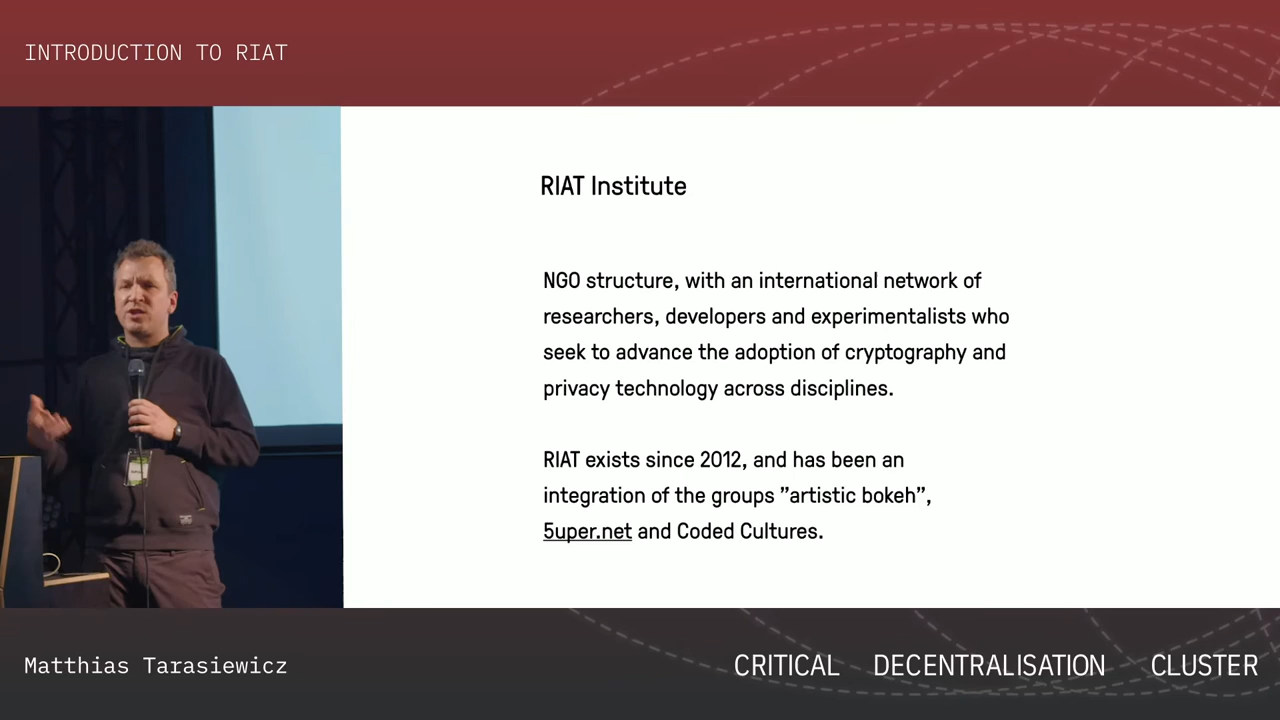 INTRODUCTION TO RIAT
RIAT Institute
NGO structure, with an international network of
researchers, developers and experimentalists who
seek to advance the adoption of cryptography and
privacy technology across disciplines.
RIAT exists since 2012, and has been an
integration of the groups ”artistic bokeh”,
5uper.net and Coded Cultures.
Matthias Tarasiewicz
CRITICAL DECENTRALISATION CLUSTER